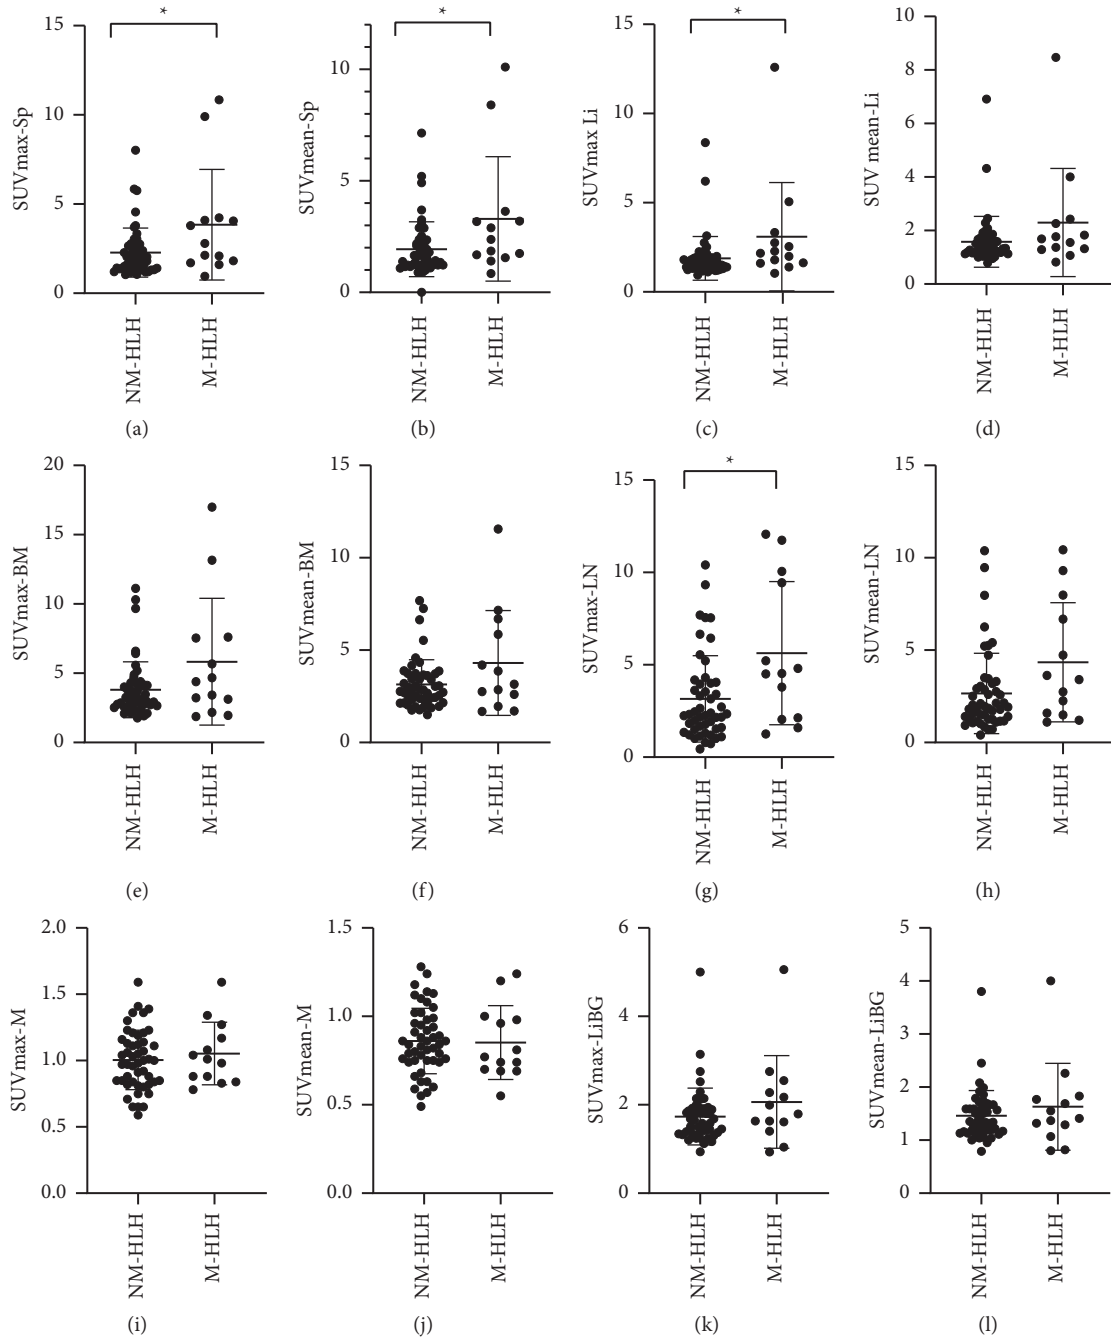 *
15
10
5
0
SUVmax-Sp
NM-HLH
M-HLH
(a)
*
10
5
0
SUVmean-Sp
NM-HLH
M-HLH
(b)
*
15
10
5
0
SUVmax Li
NM-HLH
M-HLH
(c)
10
8
6
4
2
0
SUV mean-Li
NM-HLH
M-HLH
(d)
20
15
10
5
0
SUVmax-BM
NM-HLH
M-HLH
(e)
15
10
5
0
SUVmean-BM
NM-HLH
M-HLH
(f)
*
15
10
5
0
SUVmax-LN
NM-HLH
M-HLH
(g)
15
10
5
0
SUVmean-LN
NM-HLH
M-HLH
(h)
2.0
1.5
1.0
0.5
0.0
SUVmax-M
NM-HLH
M-HLH
(i)
1.5
1.0
0.5
0.0
SUVmean-M
NM-HLH
M-HLH
(j)
6
4
2
0
SUVmax-LiBG
NM-HLH
M-HLH
(k)
5
4
3
2
1
0
SUVmean-LiBG
NM-HLH
M-HLH
(l)